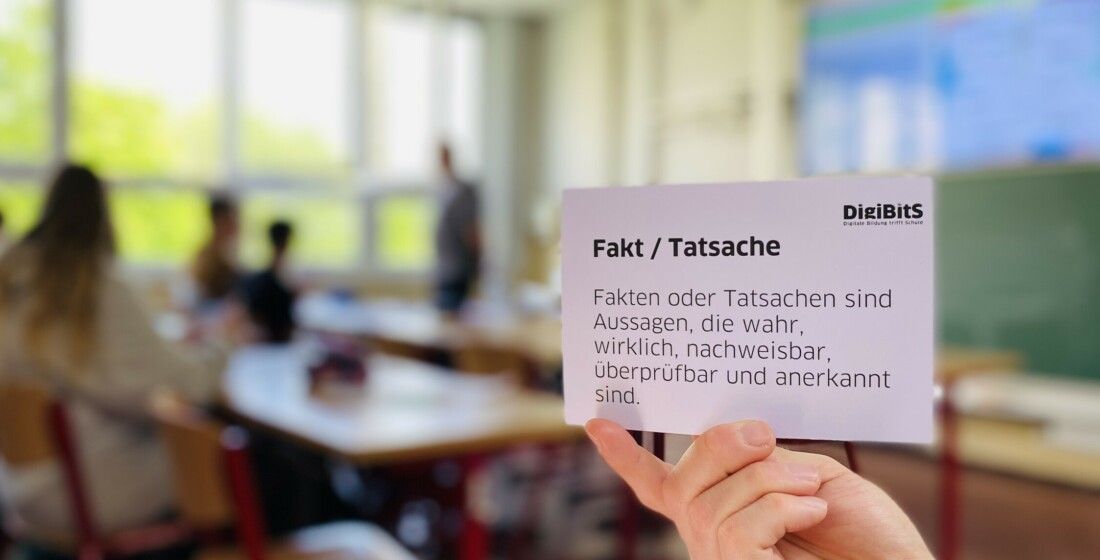 DigiBitS
Digitale Bildung trifft Schule
Fakt / Tatsache
Fakten oder Tatsachen sind
Aussagen, die wahr,
wirklich, nachweisbar,
überprüfbar und anerkannt
sind.